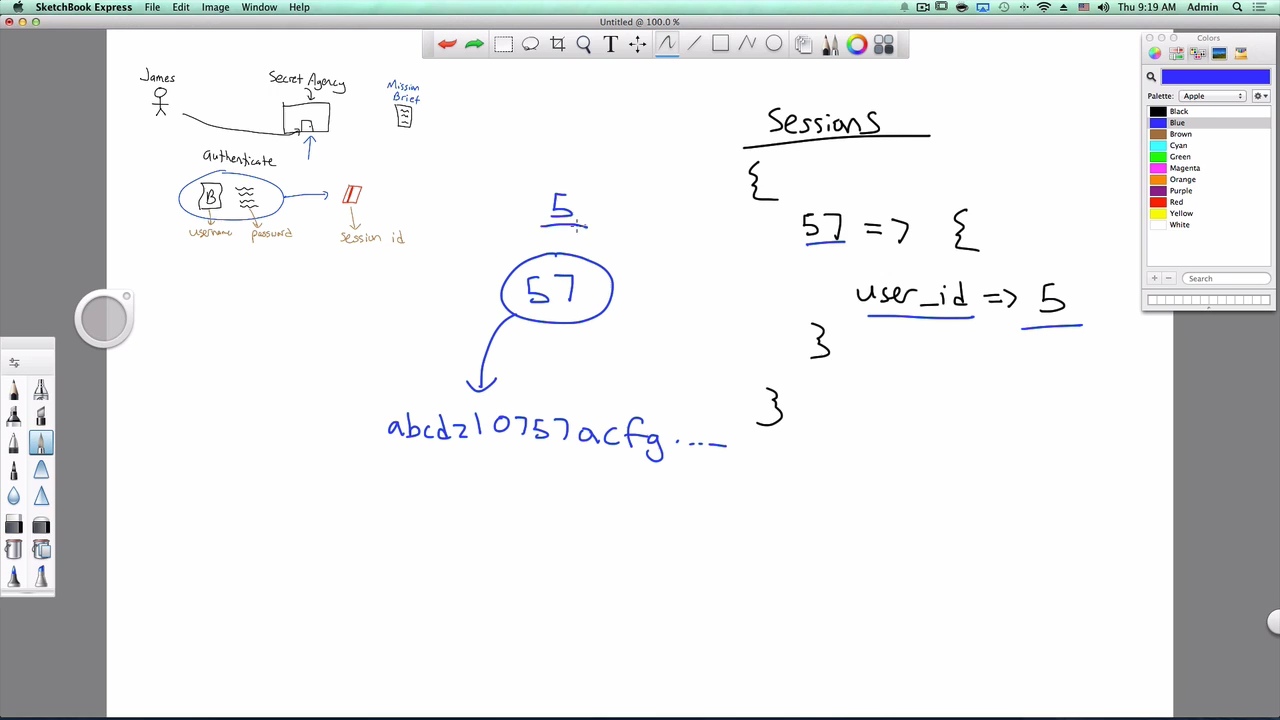 SketchBook Express File Edit Image Window Help Thu 9:19 AM Admin
Untitled @ 100.0 %
James
Secret Agency
Mission
Brief
authenticate
B
username password session id
5
57
abcdz10757acfg.....
Sessions
{
57 => {
user_id => 5
}
}
Colors
Palette: Apple
Black
Blue
Brown
Cyan
Green
Magenta
Orange
Purple
Red
Yellow
White
Search